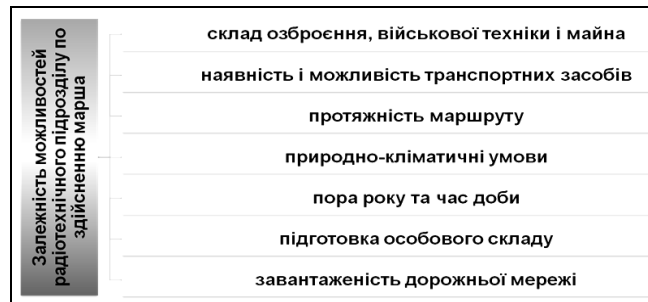 Залежність можливостей
радіотехнічного підрозділу по
здійсненню марша
склад озброєння, військової техніки і майна
наявність і можливість транспортних засобів
протяжність маршруту
природно-кліматичні умови
пора року та час доби
підготовка особового складу
завантаженість дорожньої мережі